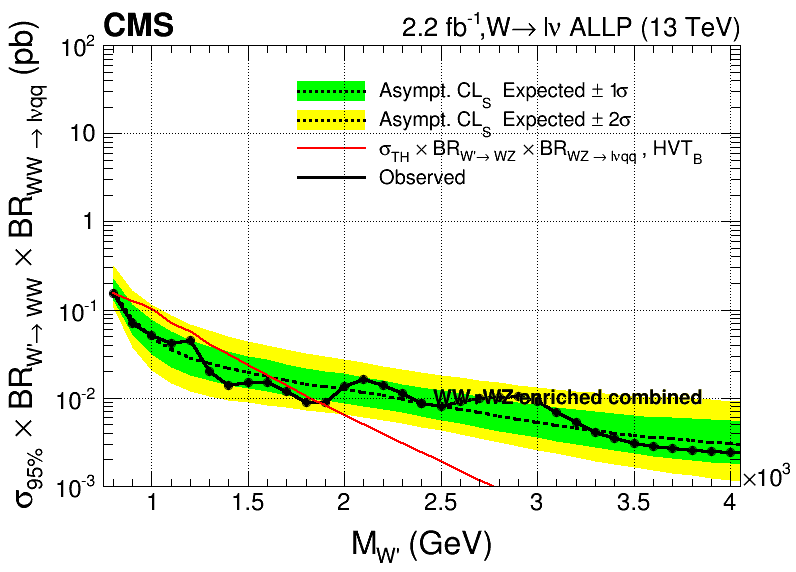 CMS 2.2 fb⁻¹,W→ lν ALLP (13 TeV)
σ₉₅% × BR_W'→ WW × BR_WW → lνqq (pb)
10²
10
1
10⁻¹
10⁻²
10⁻³
Asympt. CL_S Expected ± 1σ
Asympt. CL_S Expected ± 2σ
σ_TH × BR_W'→ WZ × BR_WZ → lνqq , HVT_B
Observed
WW+WZ enriched combined
1 1.5 2 2.5 3 3.5 4
×10³
M_W' (GeV)